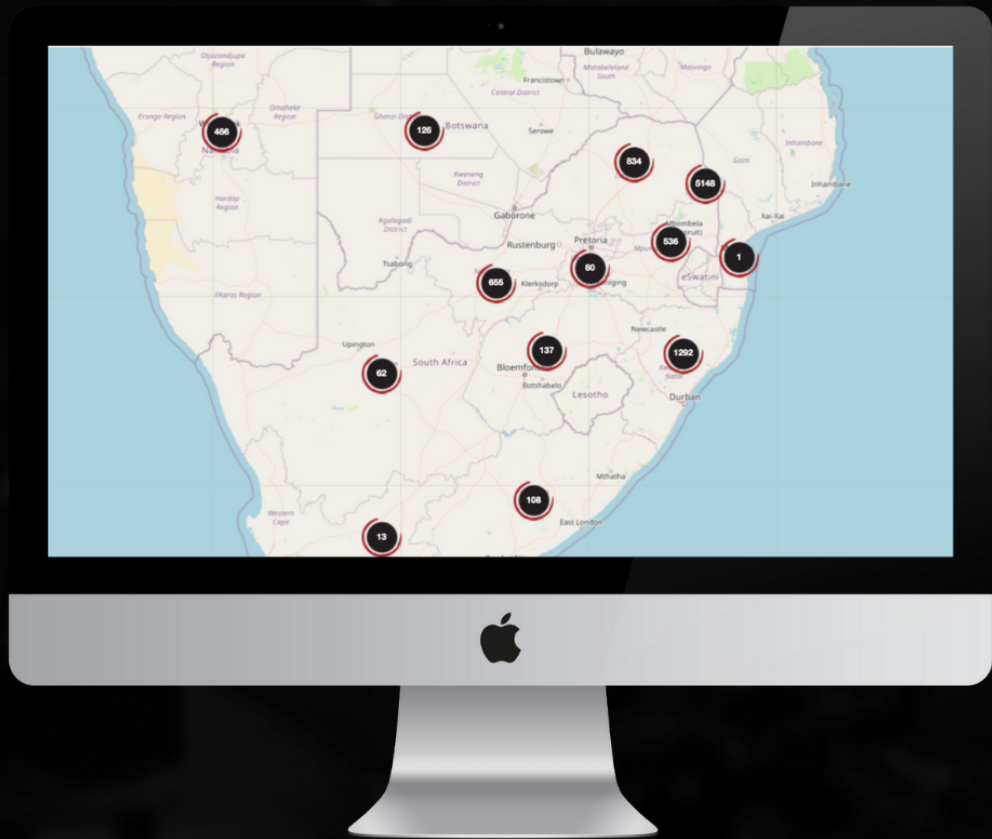 Bulawayo
Otjozondjupa
Region
Matabeleland
South
Masvingo
Francistown
Central District
Erongo Region
Omaheke
Region
466
Ghanzi
126
Botswana
Serowe
834
5148
Gaza
Inhambane
Inhambane
Hardap
Region
Kweneng
District
Kgalagadi
District
Gaborone
Xai-Xai
Rustenburg
Pretoria
536
1
Tsabong
60
eSwatini
655
Klerksdorp
ǁKaras Region
Newcastle
Upington
137
1292
62
South Africa
Botshabelo
Lesotho
Durban
Mthatha
108
Western
Cape
East London
13